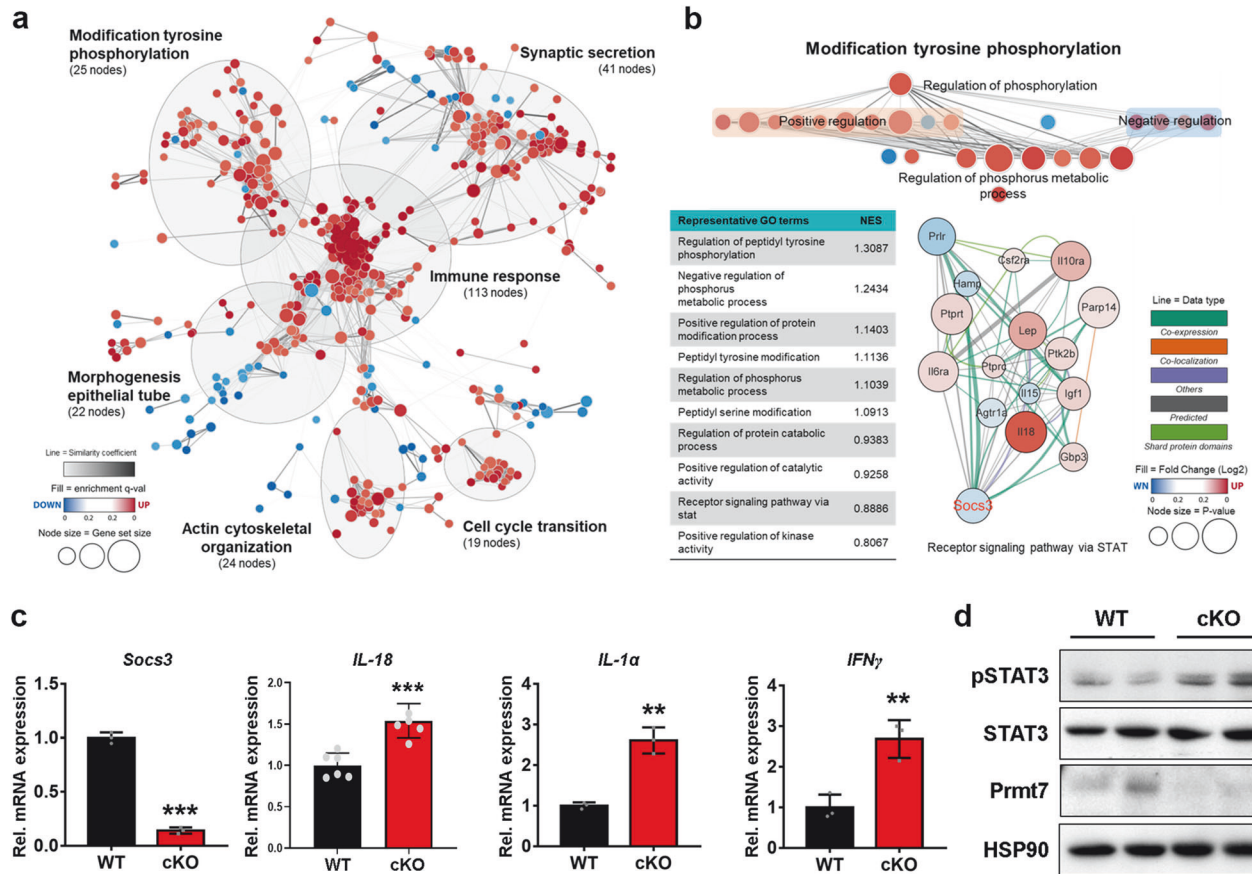 a
Modification tyrosine
phosphorylation
(25 nodes)
Synaptic secretion
(41 nodes)
Immune response
(113 nodes)
Morphogenesis
epithelial tube
(22 nodes)
Line = Similarity coefficient
Fill = enrichment q-val
DOWN
UP
0 0.2 0.2 0
Node size = Gene set size
Actin cytoskeletal
organization
(24 nodes)
Cell cycle transition
(19 nodes)
b
Modification tyrosine phosphorylation
Regulation of phosphorylation
Positive regulation
Negative regulation
Regulation of phosphorus metabolic
process
Representative GO terms NES
Regulation of peptidyl tyrosine
phosphorylation
1.3087
Negative regulation of
phosphorus
metabolic process
1.2434
Positive regulation of protein
modification process
1.1403
Peptidyl tyrosine modification 1.1136
Regulation of phosphorus
metabolic process
1.1039
Peptidyl serine modification 1.0913
Regulation of protein catabolic
process
0.9383
Positive regulation of catalytic
activity
0.9258
Receptor signaling pathway via
stat
0.8886
Positive regulation of kinase
activity
0.8067
Prlr
Csf2ra
Il10ra
Hamp
Ptprt
Parp14
Lep
Ptk2b
Il6ra
Ptprc
Il15
Igf1
Agtr1a
Il18
Gbp3
Socs3
Receptor signaling pathway via STAT
Line = Data type
Co-expression
Co-localization
Others
Predicted
Shard protein domains
Fill = Fold Change (Log2)
WN
UP
0 0.2 0.2 0
Node size = P-value
c
Socs3
Rel. mRNA expression
1.5
1.0
0.5
0.0
***
WT cKO
IL-18
Rel. mRNA expression
2.0
1.5
1.0
0.5
0.0
***
WT cKO
IL-1α
Rel. mRNA expression
4
3
2
1
0
**
WT cKO
IFNγ
Rel. mRNA expression
4
3
2
1
0
**
WT cKO
d
WT cKO
pSTAT3
STAT3
Prmt7
HSP90